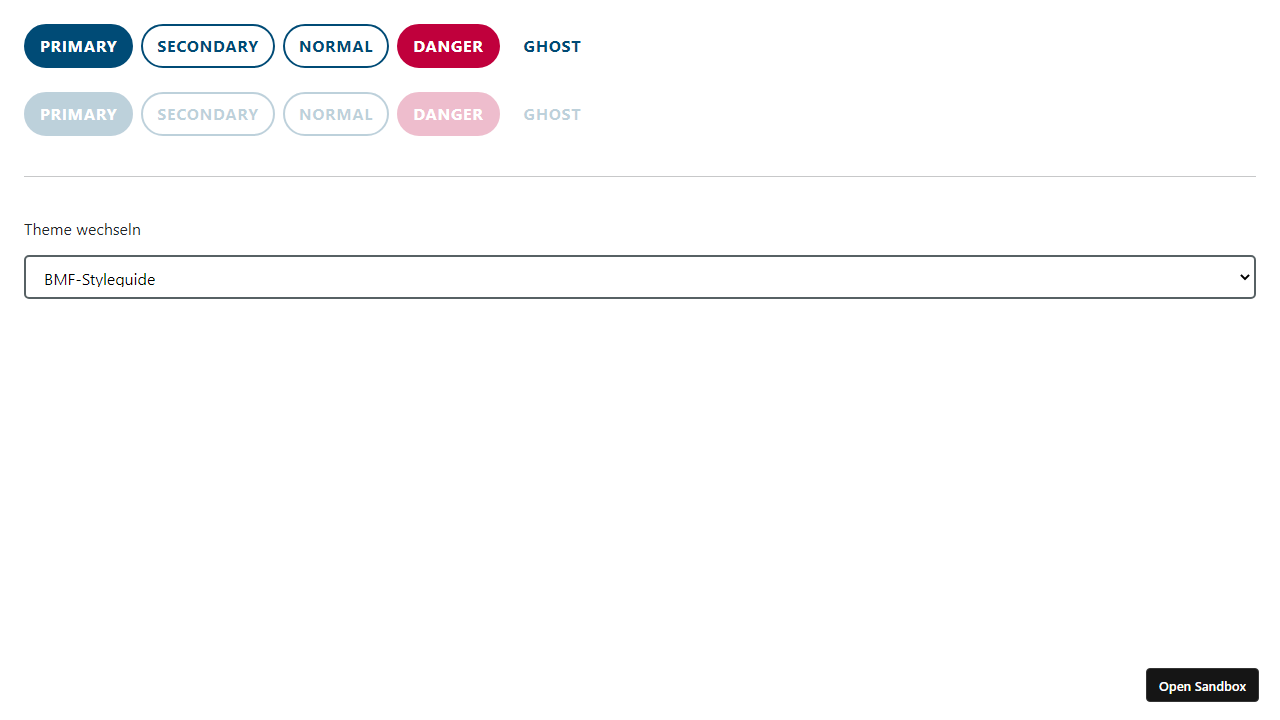 PRIMARY SECONDARY NORMAL DANGER GHOST
PRIMARY SECONDARY NORMAL DANGER GHOST
Theme wechseln
BMF-Styleguide
Open Sandbox